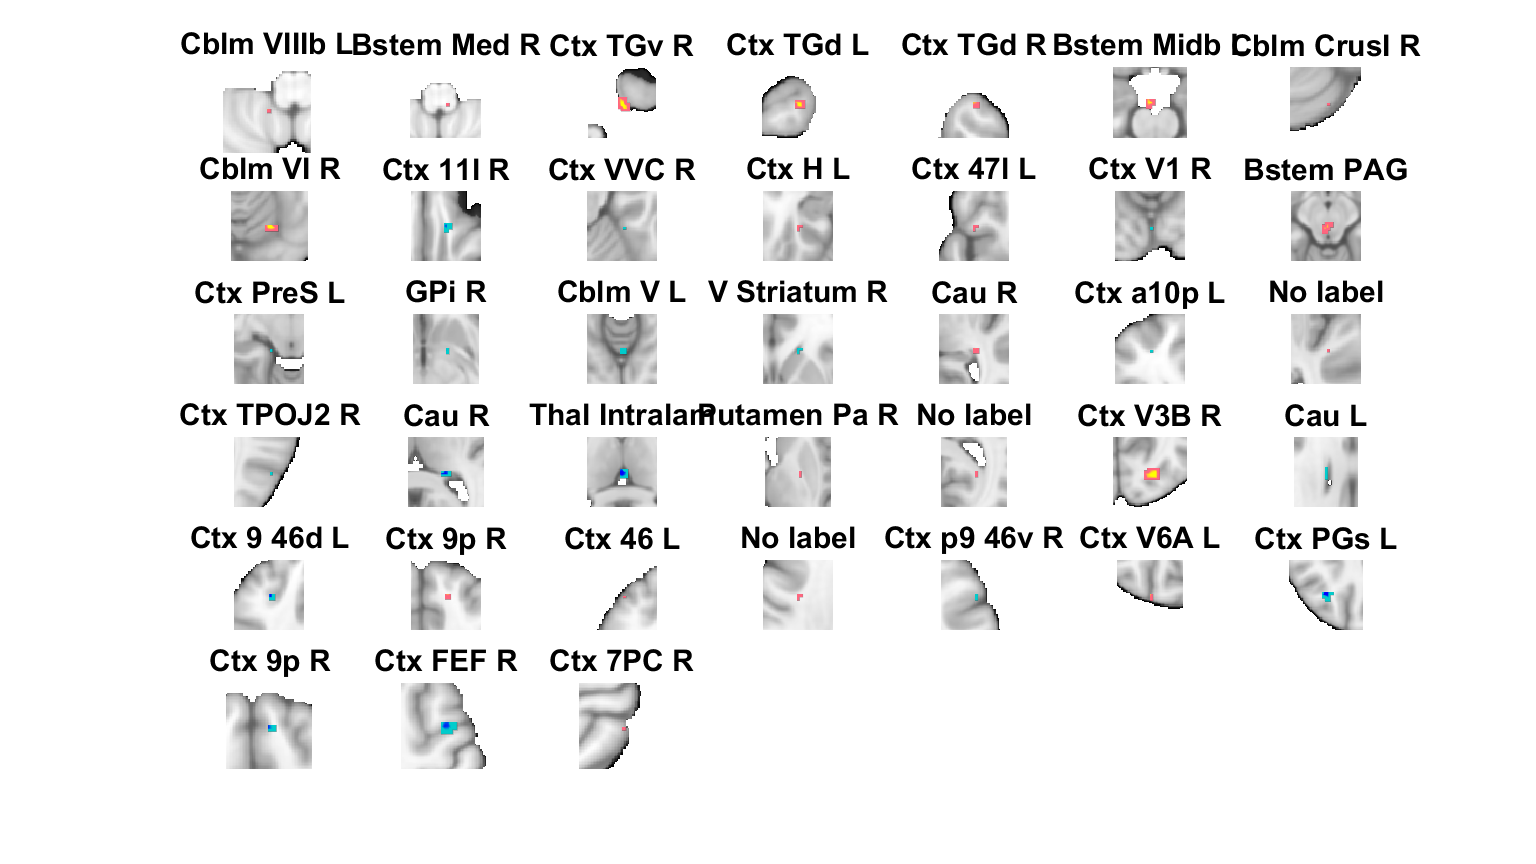 Cblm VIIIb L Bstem Med R Ctx TGv R Ctx TGd L Ctx TGd R Bstem Midb L Cblm CrusI R
Cblm VI R Ctx 11l R Ctx VVC R Ctx H L Ctx 47l L Ctx V1 R Bstem PAG
Ctx PreS L GPi R Cblm V L V Striatum R Cau R Ctx a10p L No label
Ctx TPOJ2 R Cau R Thal Intralam Putamen Pa R No label Ctx V3B R Cau L
Ctx 9 46d L Ctx 9p R Ctx 46 L No label Ctx p9 46v R Ctx V6A L Ctx PGs L
Ctx 9p R Ctx FEF R Ctx 7PC R